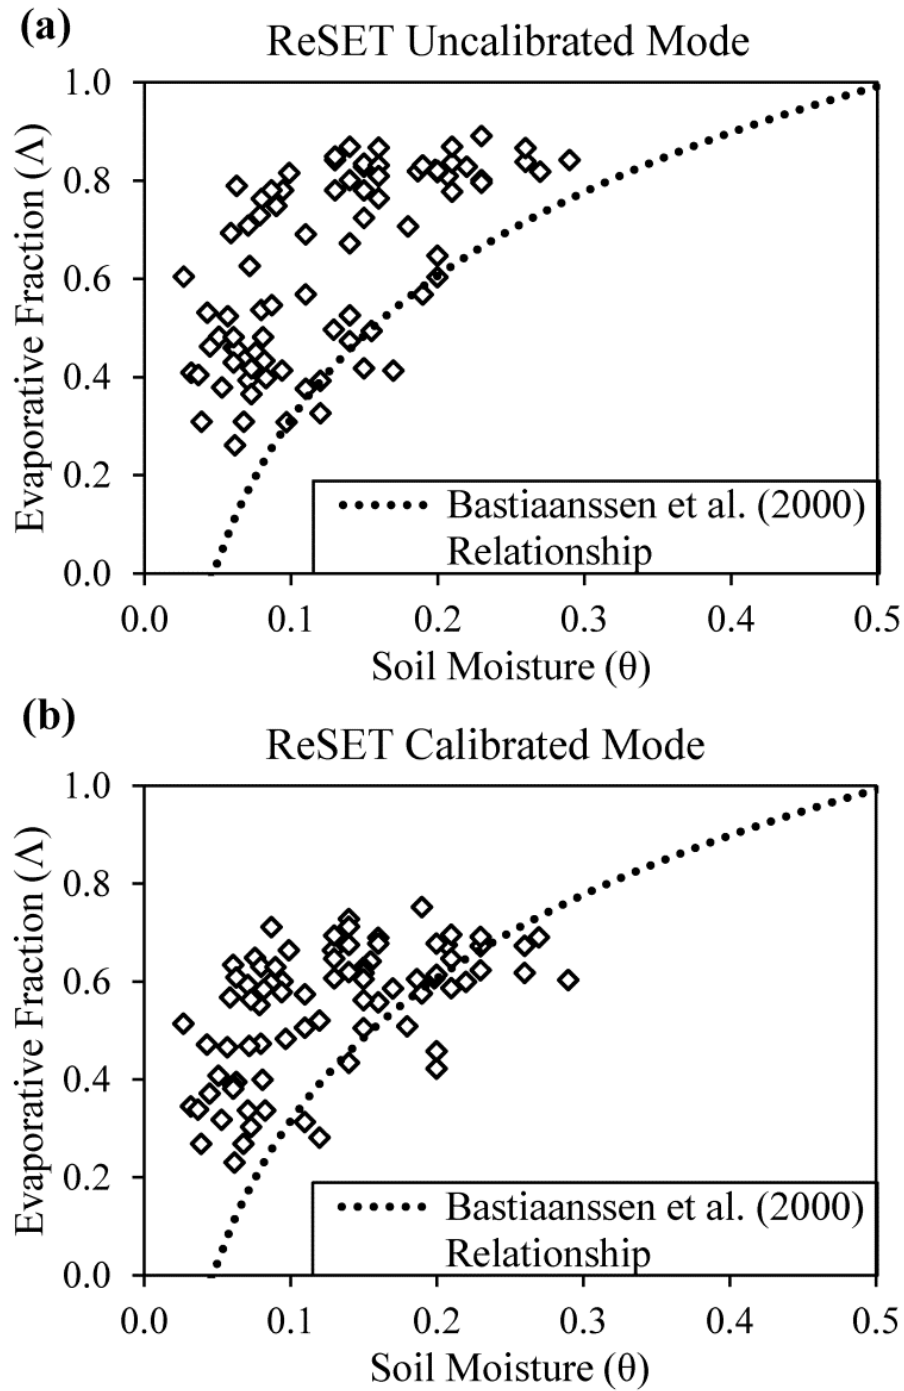 (a)
ReSET Uncalibrated Mode
Evaporative Fraction (Λ)
1.0
0.8
0.6
0.4
0.2
0.0
Bastiaanssen et al. (2000)
Relationship
0.0 0.1 0.2 0.3 0.4 0.5
Soil Moisture (θ)
(b)
ReSET Calibrated Mode
Evaporative Fraction (Λ)
1.0
0.8
0.6
0.4
0.2
0.0
Bastiaanssen et al. (2000)
Relationship
0.0 0.1 0.2 0.3 0.4 0.5
Soil Moisture (θ)